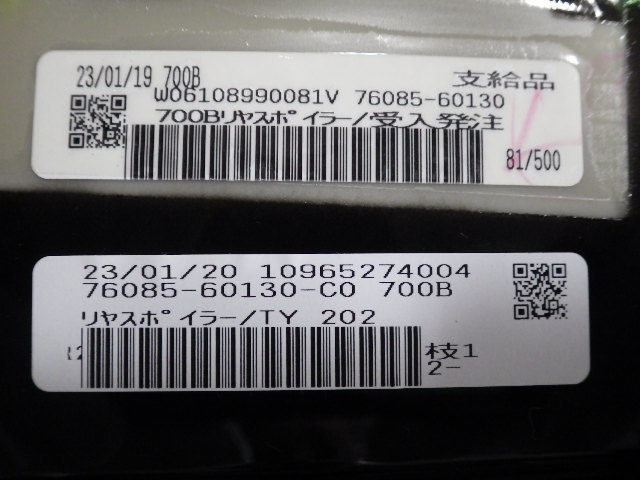 23/01/19 700B 支給品
W06108990081V 76085-60130
700Bﾘﾔｽﾎﾟｲﾗｰ/受入発注
81/500
23/01/20 10965274004
76085-60130-C0 700B
ﾘﾔｽﾎﾟｲﾗｰ/TY 202
枝1
2-